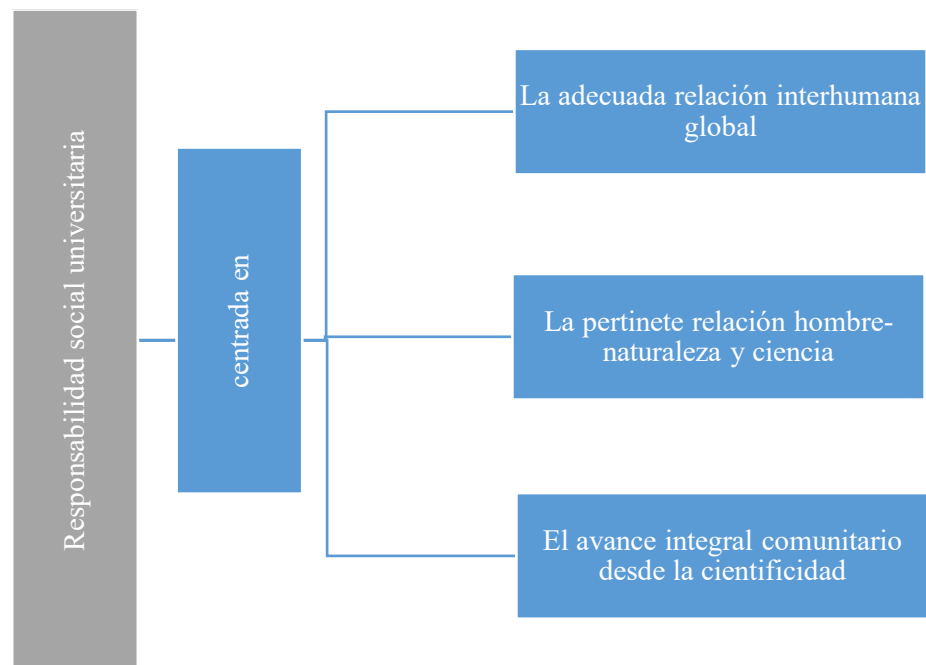 Responsabilidad social universitaria
centrada en
La adecuada relación interhumana
global
La pertinete relación hombre-
naturaleza y ciencia
El avance integral comunitario
desde la cientificidad